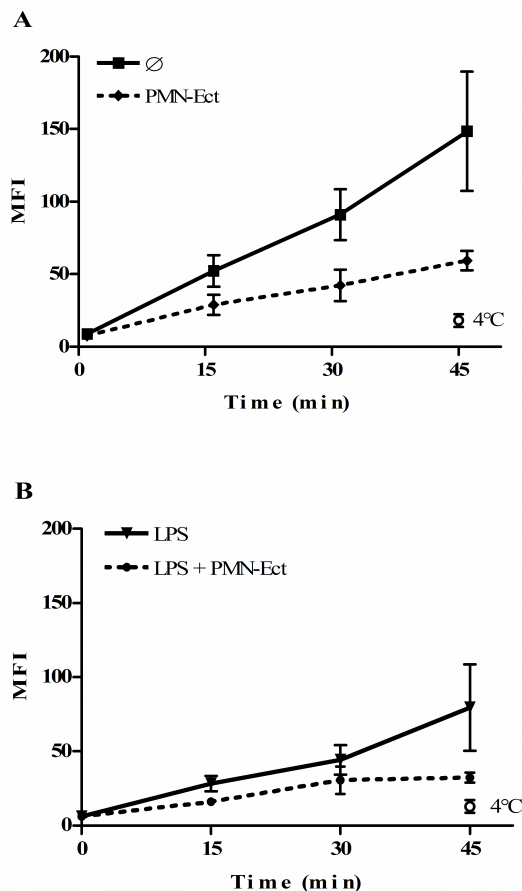 A
200
∅
PMN-Ect
150
MFI
100
50
4°C
0
0 15 30 45
Time (min)
B
200
LPS
LPS + PMN-Ect
150
MFI
100
50
4°C
0
0 15 30 45
Time (min)